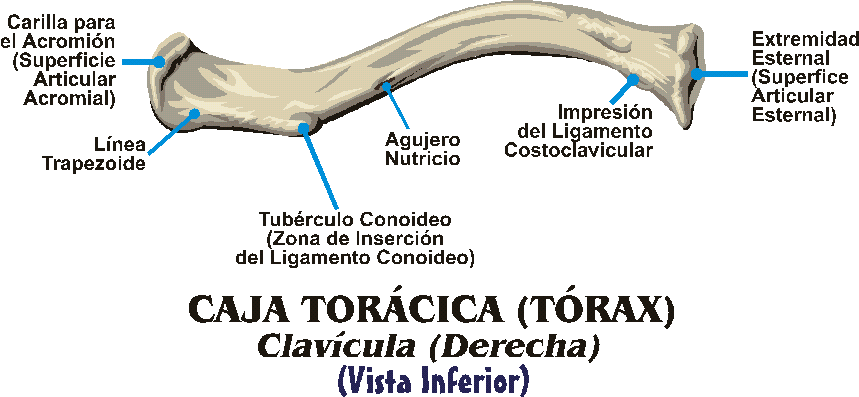 Carilla para
el Acromión
(Superficie
Articular
Acromial)
Línea
Trapezoide
Tubérculo Conoideo
(Zona de Inserción
del Ligamento Conoideo)
Agujero
Nutricio
Impresión
del Ligamento
Costoclavicular
Extremidad
Esternal
(Superfice
Articular
Esternal)
CAJA TORÁCICA (TÓRAX)
Clavícula (Derecha)
(Vista Inferior)